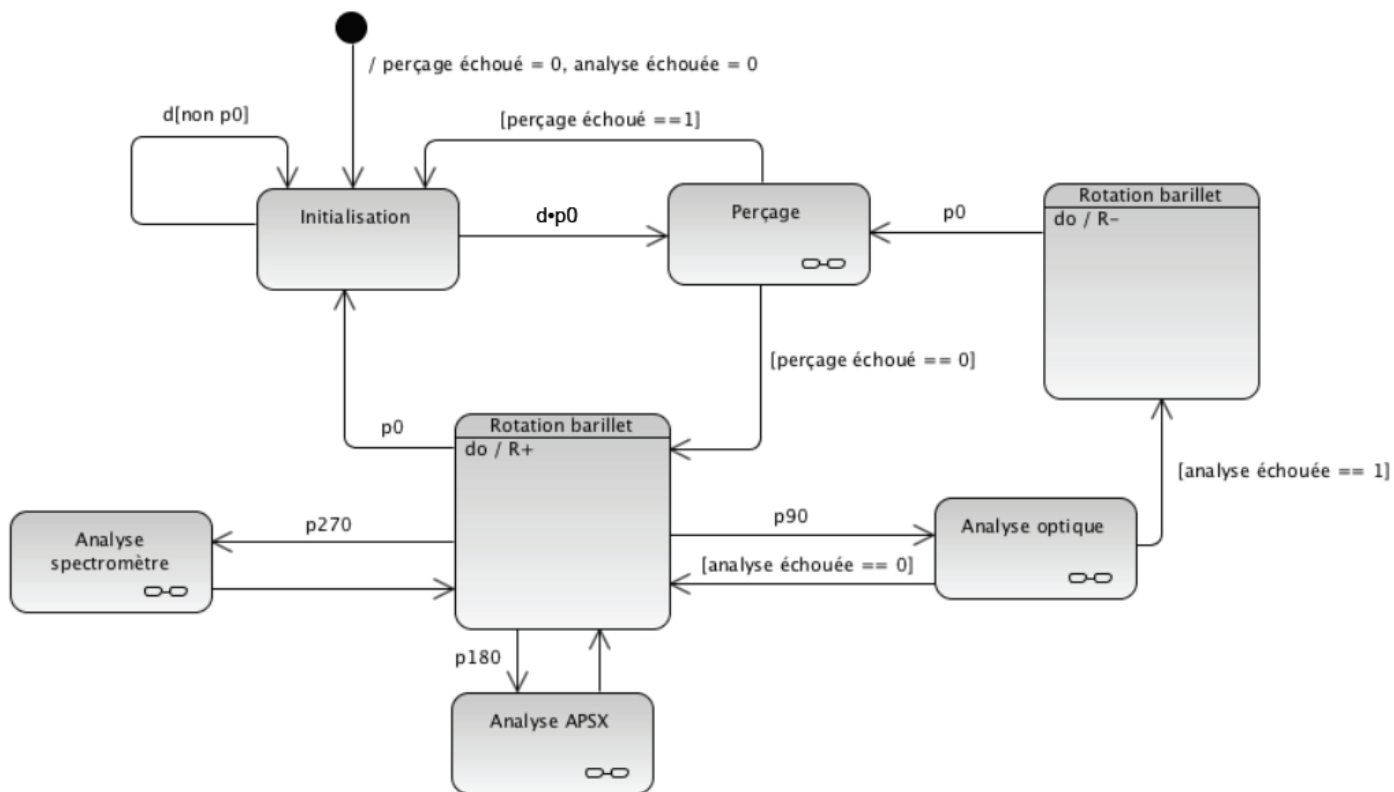 / perçage échoué = 0, analyse échouée = 0
d[non p0]
[perçage échoué ==1]
Initialisation
d•p0
Perçage
p0
Rotation barillet
do / R-
[perçage échoué == 0]
p0
Rotation barillet
do / R+
[analyse échouée == 1]
p270
p90
Analyse optique
Analyse
spectromètre
[analyse échouée == 0]
p180
Analyse APSX